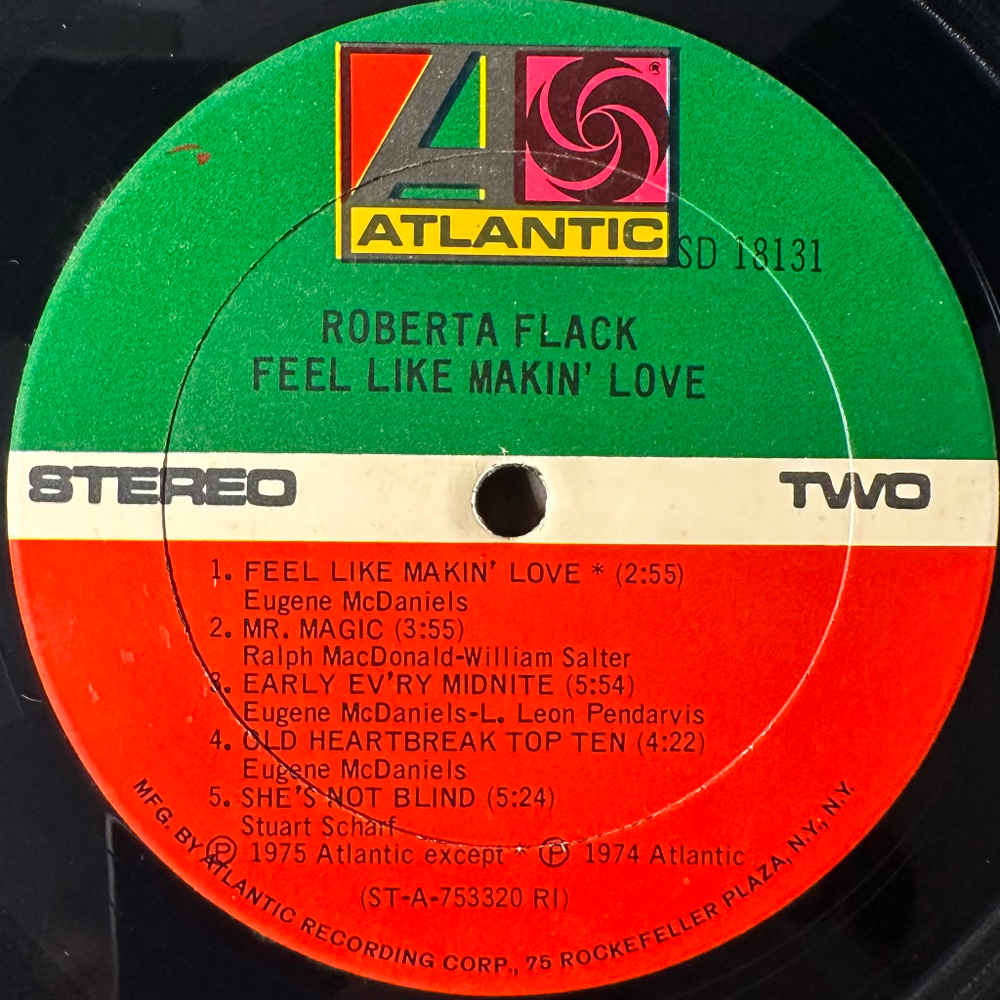 ATLANTIC
®
SD 18131
ROBERTA FLACK
FEEL LIKE MAKIN' LOVE
STEREO
TWO
1. FEEL LIKE MAKIN' LOVE * (2:55)
Eugene McDaniels
2. MR. MAGIC (3:55)
Ralph MacDonald-William Salter
3. EARLY EV'RY MIDNITE (5:54)
Eugene McDaniels-L. Leon Pendarvis
4. OLD HEARTBREAK TOP TEN (4:22)
Eugene McDaniels
5. SHE'S NOT BLIND (5:24)
Stuart Scharf
Ⓟ 1975 Atlantic except * Ⓟ 1974 Atlantic
(ST-A-753320 RI)
MFG. BY ATLANTIC RECORDING CORP., 75 ROCKEFELLER PLAZA, N.Y., N.Y.